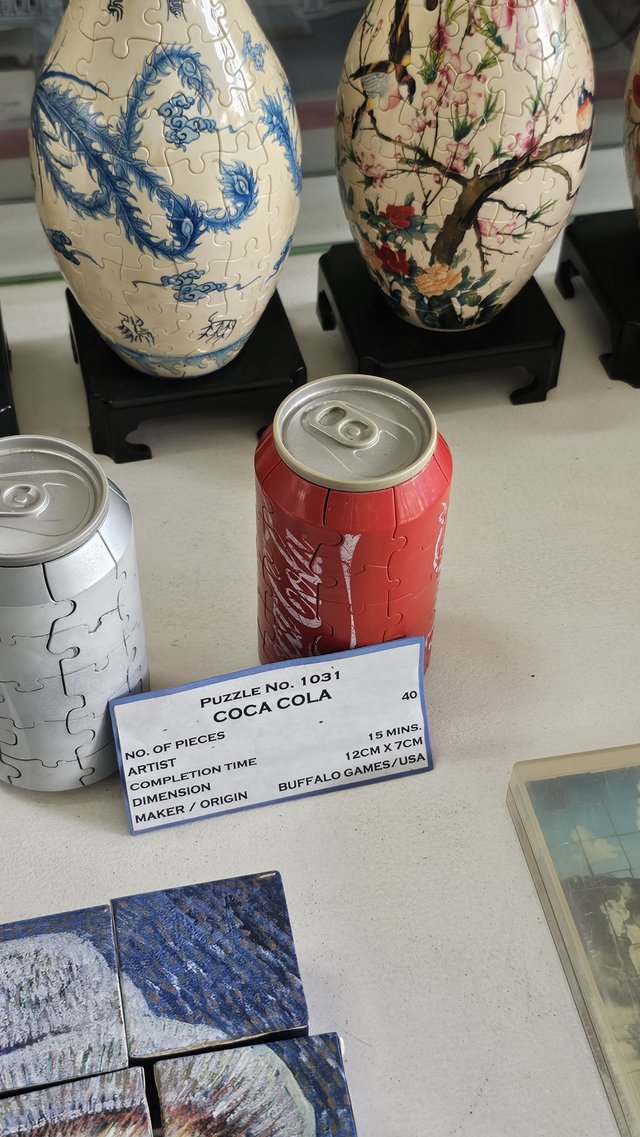 Coca-Cola
PUZZLE NO. 1031
COCA COLA
NO. OF PIECES 40
ARTIST
COMPLETION TIME 15 MINS.
DIMENSION 12CM X 7CM
MAKER / ORIGIN BUFFALO GAMES/USA